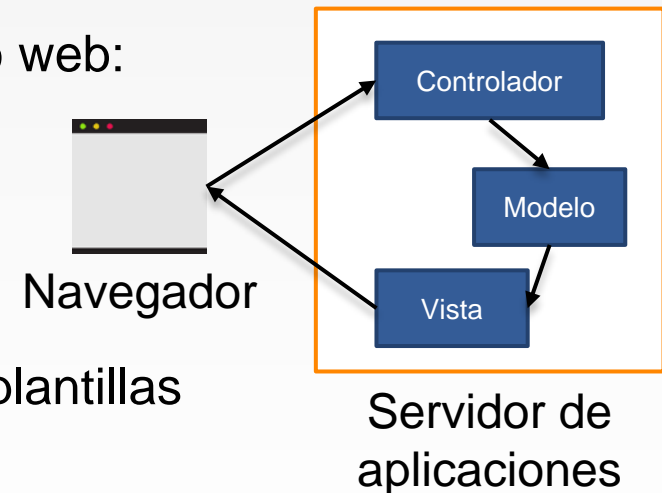 web:
Controlador
Modelo
Navegador
Vista
Servidor de
aplicaciones